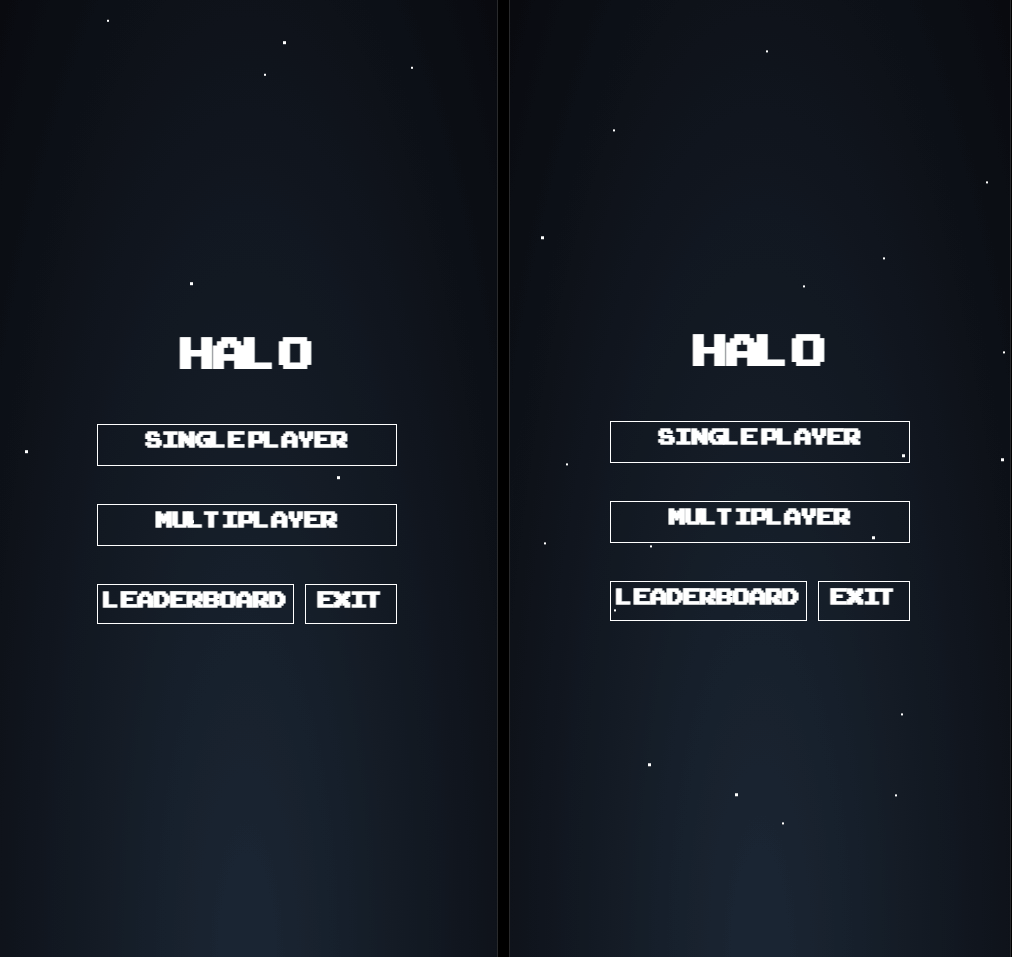 HALO
SINGLEPLAYER
MULTIPLAYER
LEADERBOARD EXIT
HALO
SINGLEPLAYER
MULTIPLAYER
LEADERBOARD EXIT